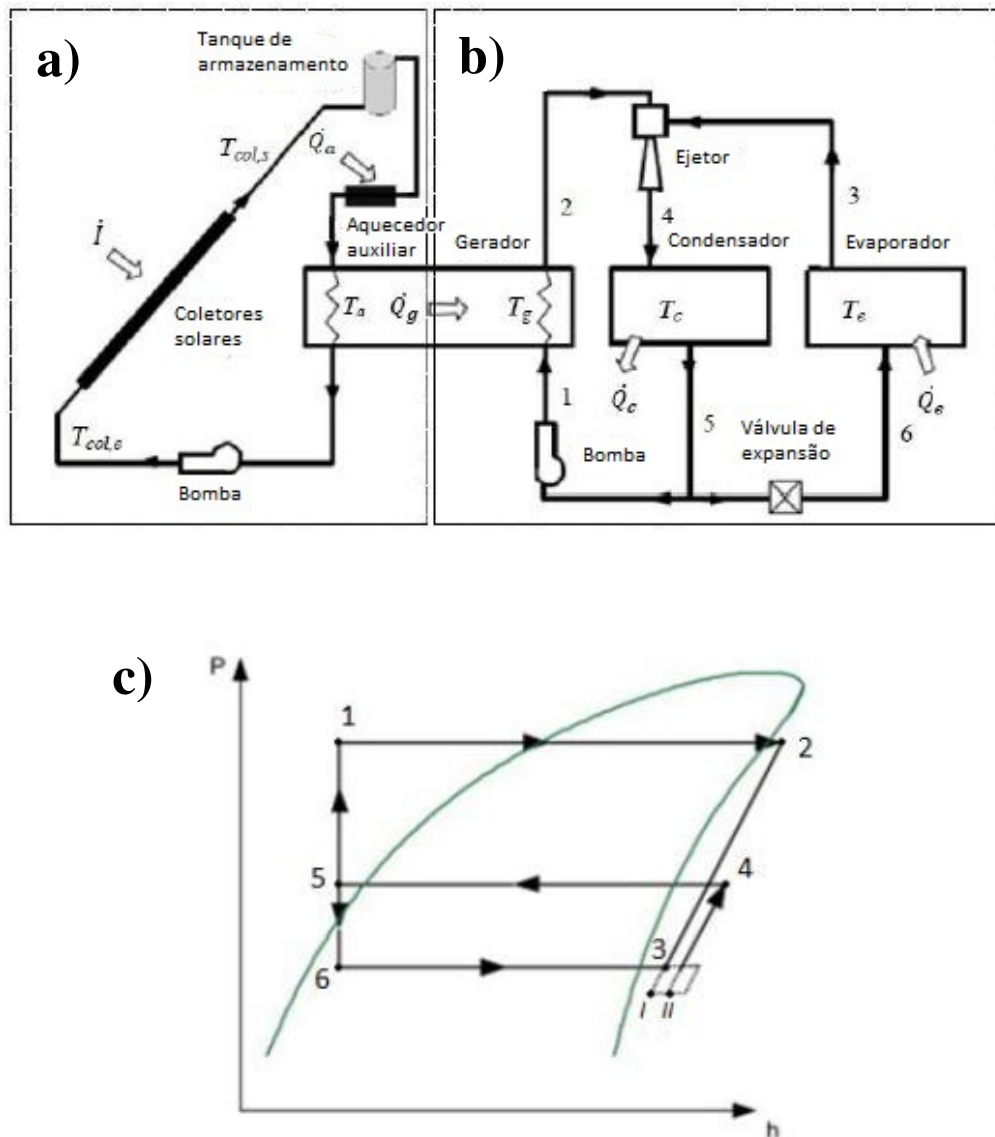 a)
Tanque de
armazenamento
T_col,s
Q̇_a
İ
Aquecedor
auxiliar
Coletores
solares
T_a
Q̇_g
T_g
T_col,e
Bomba
b)
Ejetor
2
4
3
Gerador
Condensador
Evaporador
T_c
T_e
1
Q̇_c
Q̇_e
5
6
Bomba
Válvula de
expansão
c)
P
1
2
5
4
3
6
I II
h